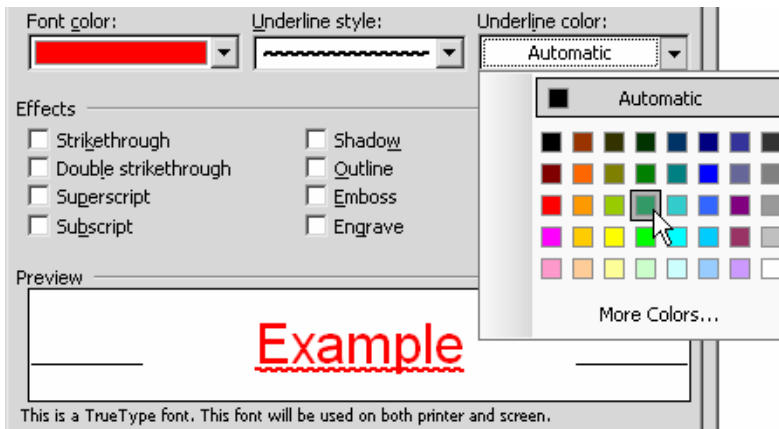 Font color: Underline style: Underline color:
Automatic
Automatic
Effects
Strikethrough Shadow
Double strikethrough Outline
Superscript Emboss
Subscript Engrave
More Colors...
Preview
Example
This is a TrueType font. This font will be used on both printer and screen.